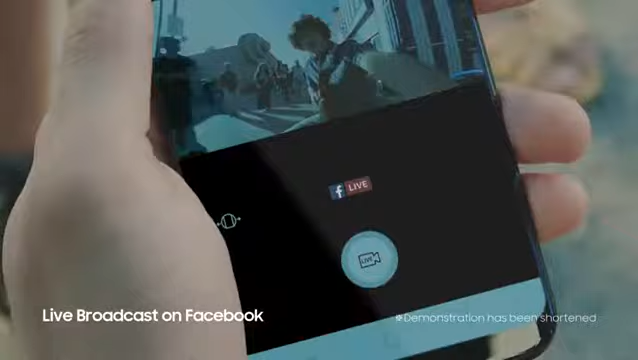 f LIVE
LIVE
Live Broadcast on Facebook
※Demonstration has been shortened